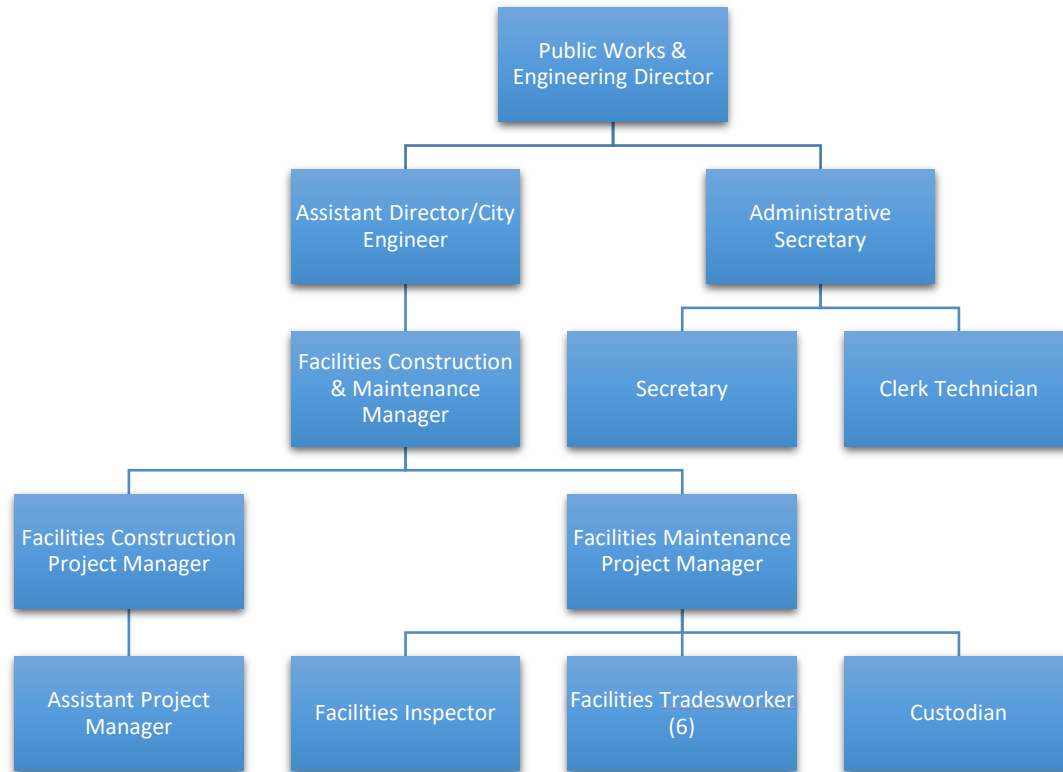 Public Works &
Engineering Director
Assistant Director/City
Engineer
Administrative
Secretary
Facilities Construction
& Maintenance
Manager
Secretary
Clerk Technician
Facilities Construction
Project Manager
Facilities Maintenance
Project Manager
Assistant Project
Manager
Facilities Inspector
Facilities Tradesworker
(6)
Custodian